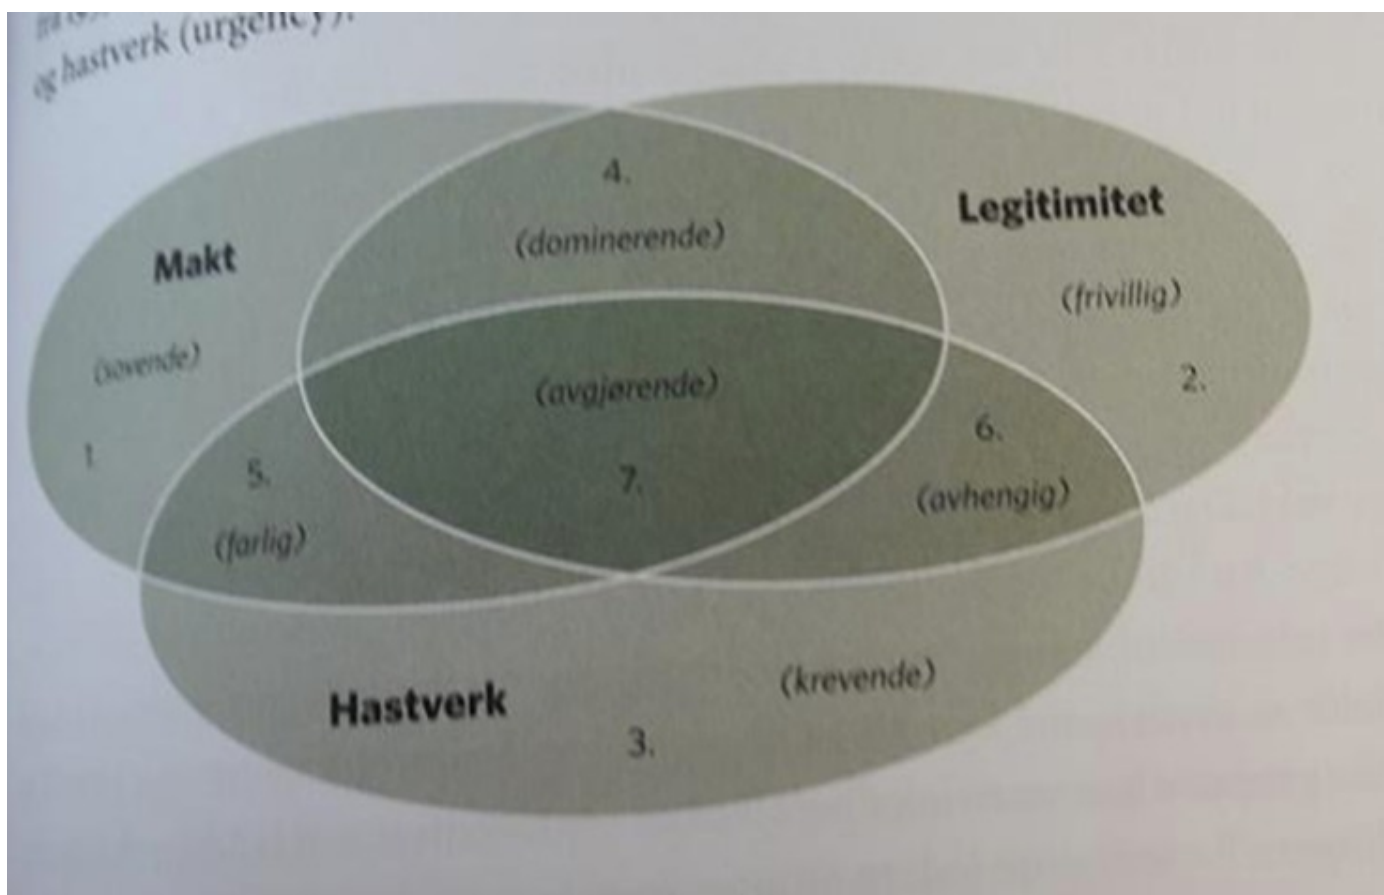 og hastverk (urgency).
4.
(dominerende)
Legitimitet
(frivillig)
2.
Makt
(sovende)
1
(avgjørende)
7.
5.
(farlig)
6.
(avhengig)
Hastverk
(krevende)
3.